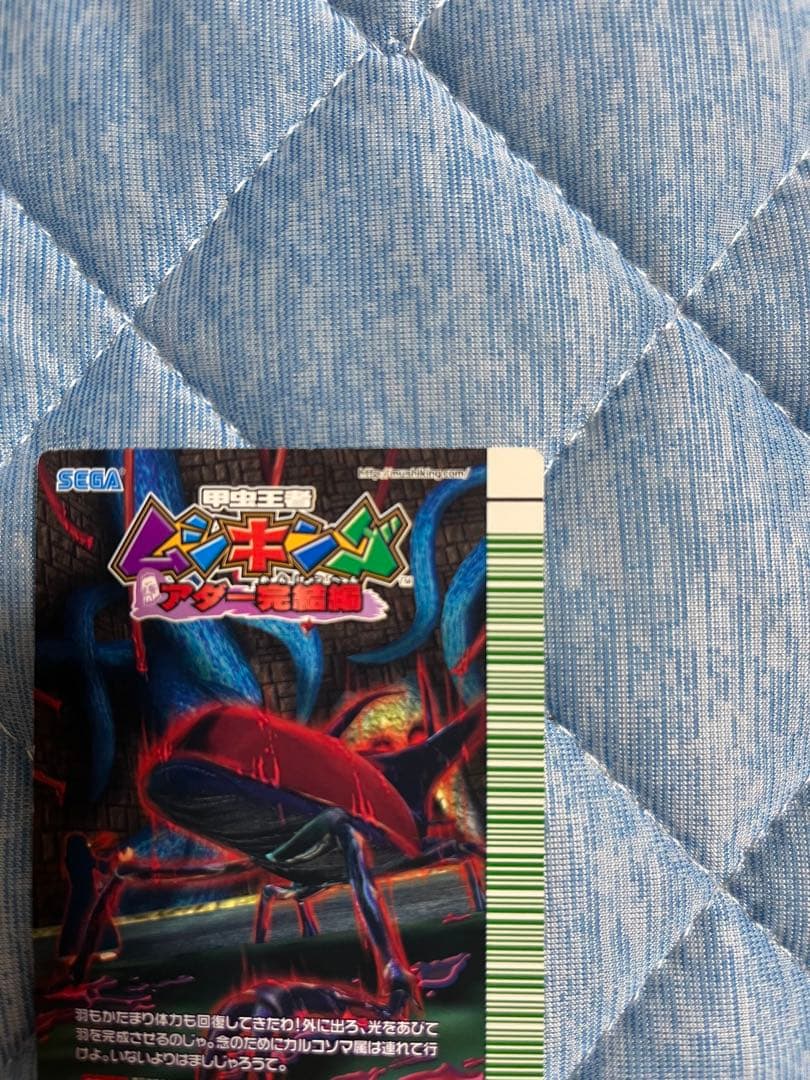 SEGA
http://mushiking.com/
甲虫王者
ムシキング
アダー完結編
羽もかたまり体力も回復してきたわ!外に出ろ、光をあびて
羽を完成させるのじゃ。念のためにカルコソマ属は連れて行
けよ。いないよりはましじゃろうて。